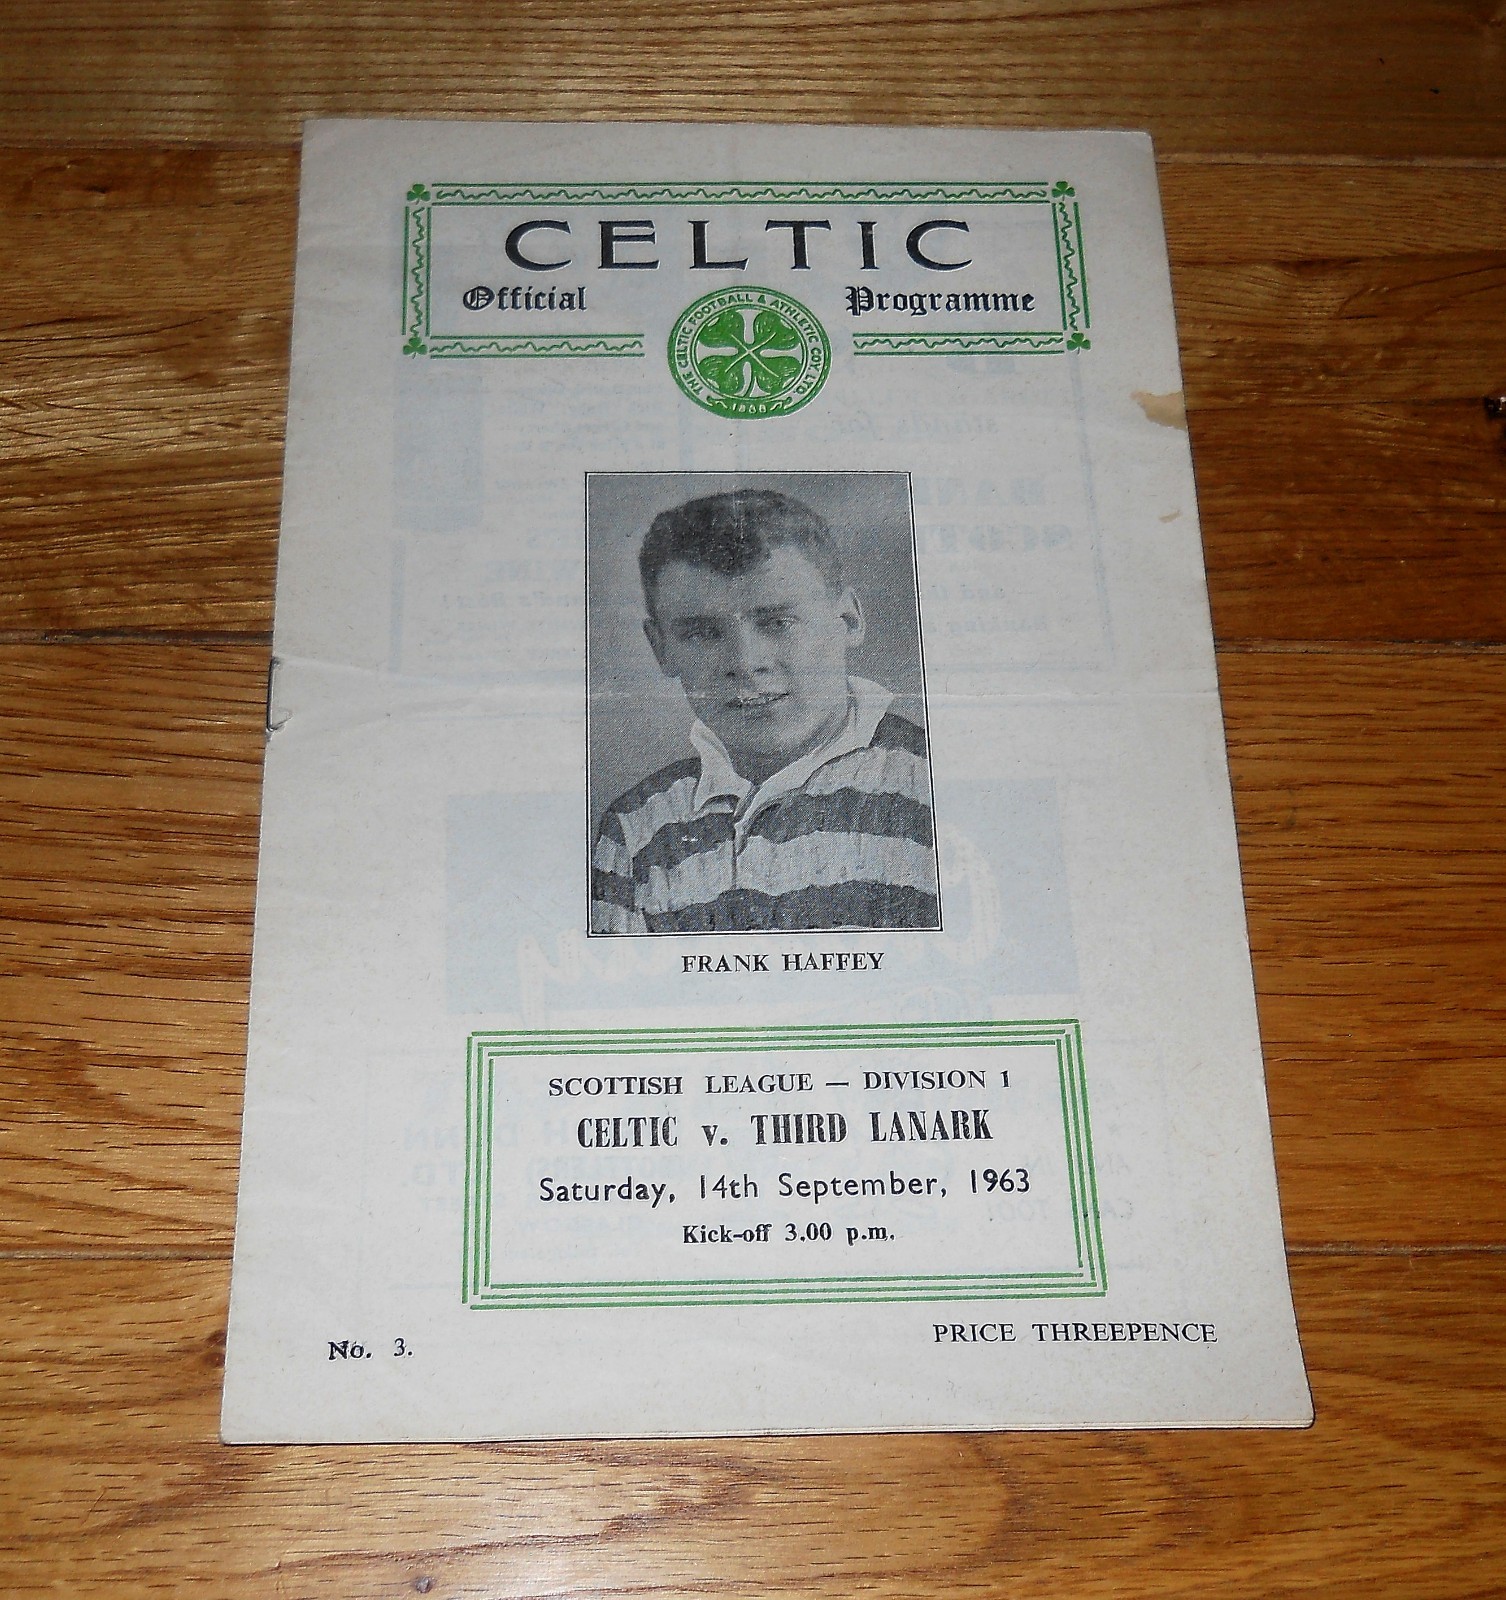 CELTIC
Official Programme
THE CELTIC FOOTBALL & ATHLETIC COY. LTD.
1888
FRANK HAFFEY
SCOTTISH LEAGUE — DIVISION 1
CELTIC v. THIRD LANARK
Saturday, 14th September, 1963
Kick-off 3.00 p.m.
No. 3.
PRICE THREEPENCE